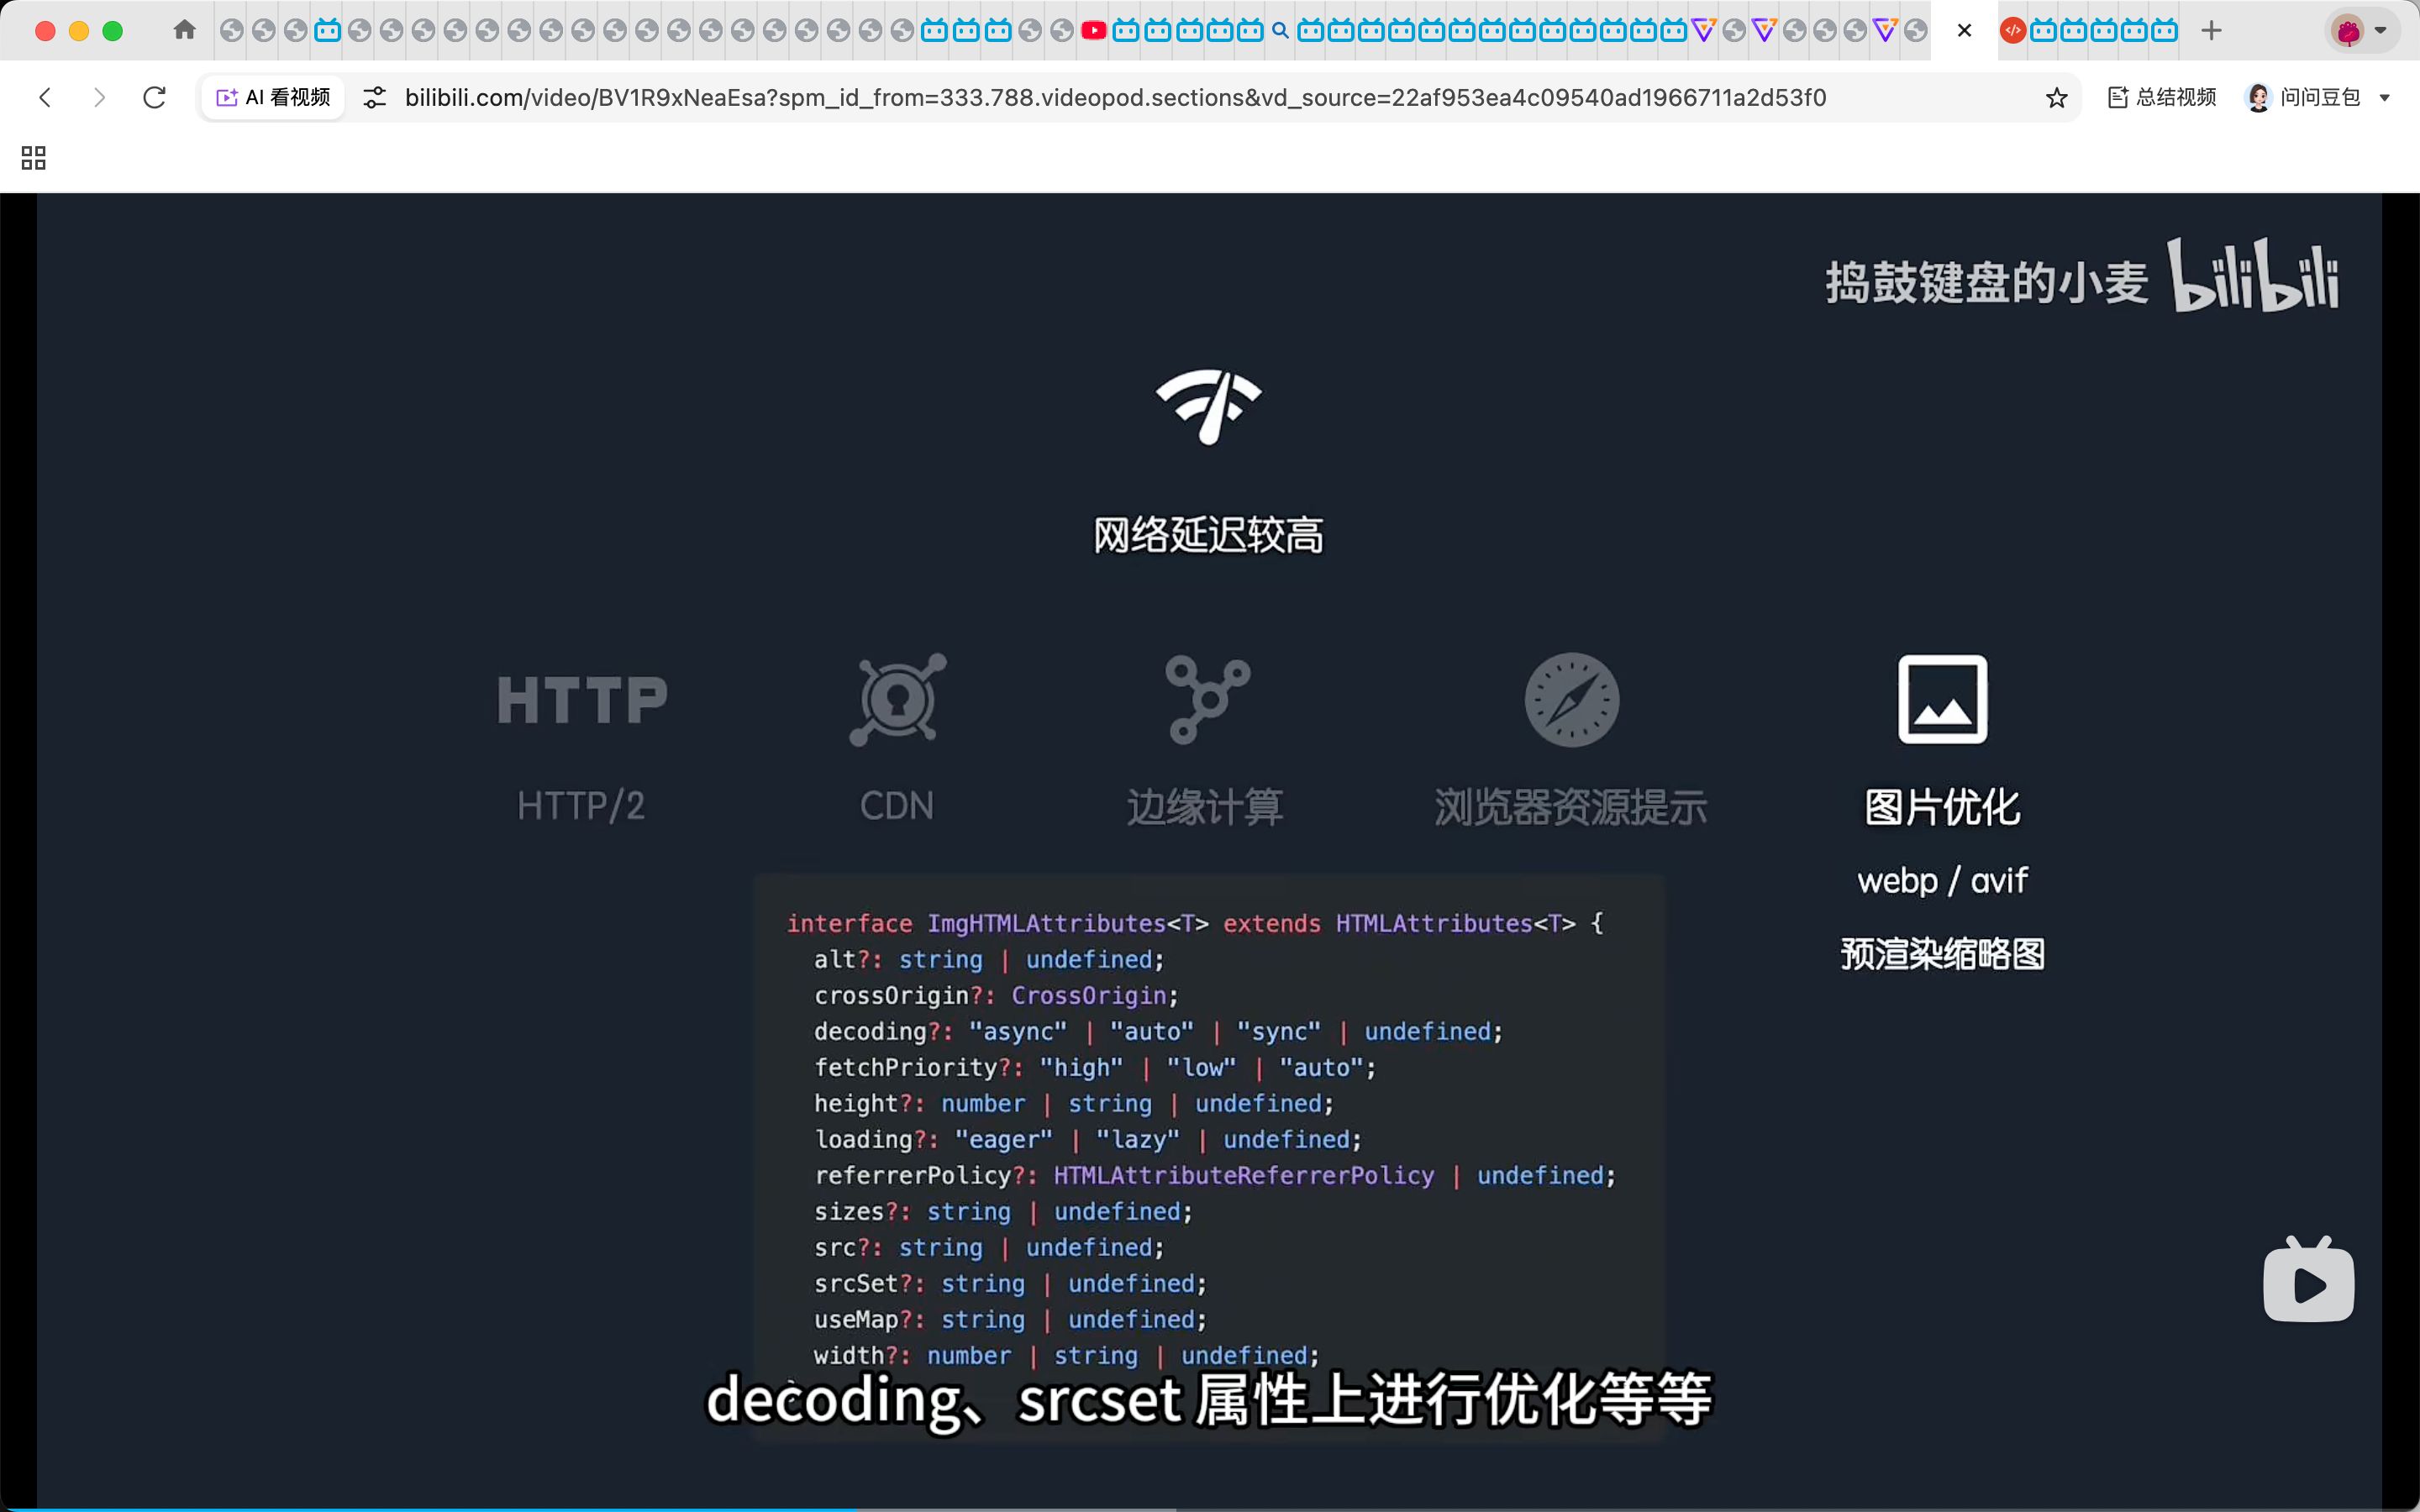 AI 看视频
bilibili.com/video/BV1R9xNeaEsa?spm_id_from=333.788.videopod.sections&vd_source=22af953ea4c09540ad1966711a2d53f0
总结视频
问问豆包
捣鼓键盘的小麦 bilibili
网络延迟较高
HTTP
HTTP/2
CDN
边缘计算
浏览器资源提示
图片优化
webp / avif
预渲染缩略图
interface ImgHTMLAttributes<T> extends HTMLAttributes<T> {
alt?: string | undefined;
crossOrigin?: CrossOrigin;
decoding?: "async" | "auto" | "sync" | undefined;
fetchPriority?: "high" | "low" | "auto";
height?: number | string | undefined;
loading?: "eager" | "lazy" | undefined;
referrerPolicy?: HTMLAttributeReferrerPolicy | undefined;
sizes?: string | undefined;
src?: string | undefined;
srcSet?: string | undefined;
useMap?: string | undefined;
width?: number | string | undefined;
decoding、srcset 属性上进行优化等等